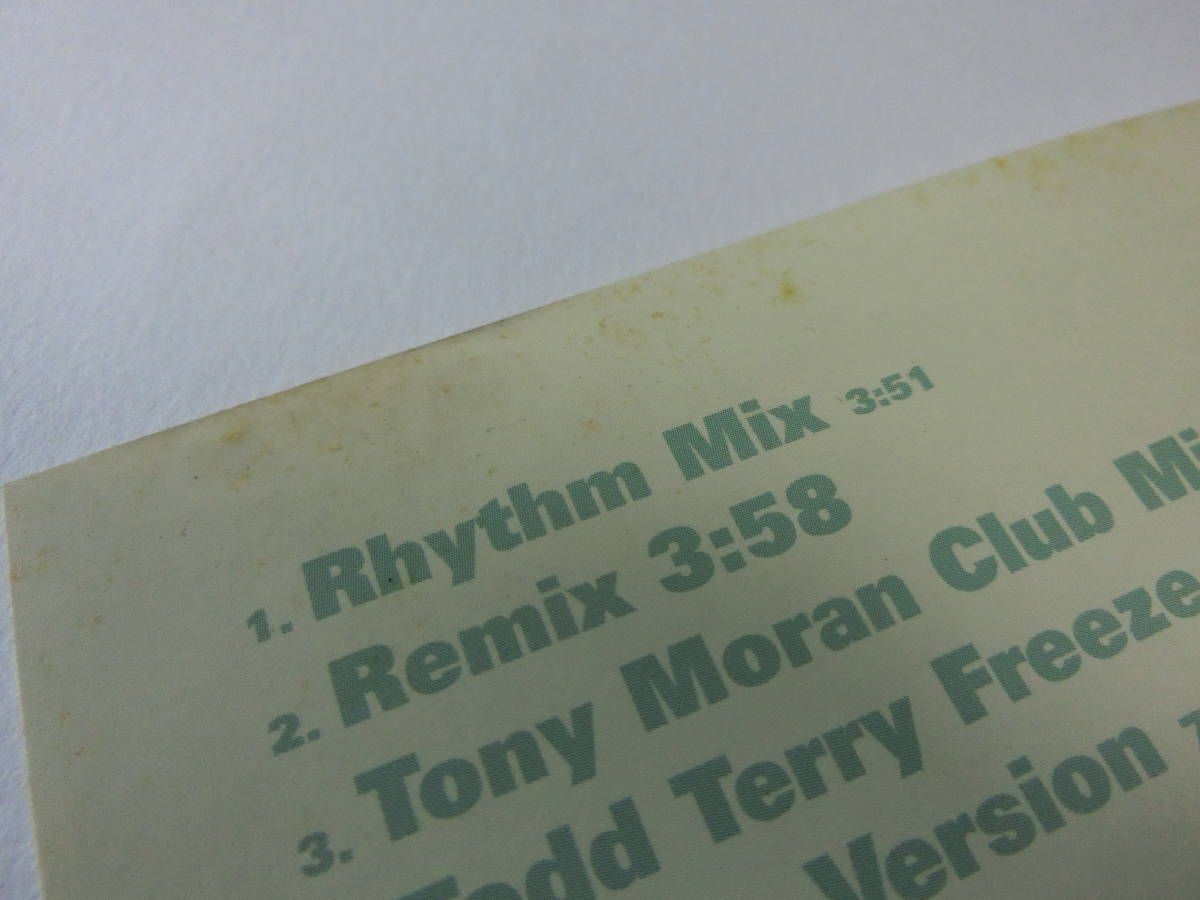 1. Rhythm Mix 3:51
2. Remix 3:58
3. Tony Moran Club
Todd Terry Freeze
Version